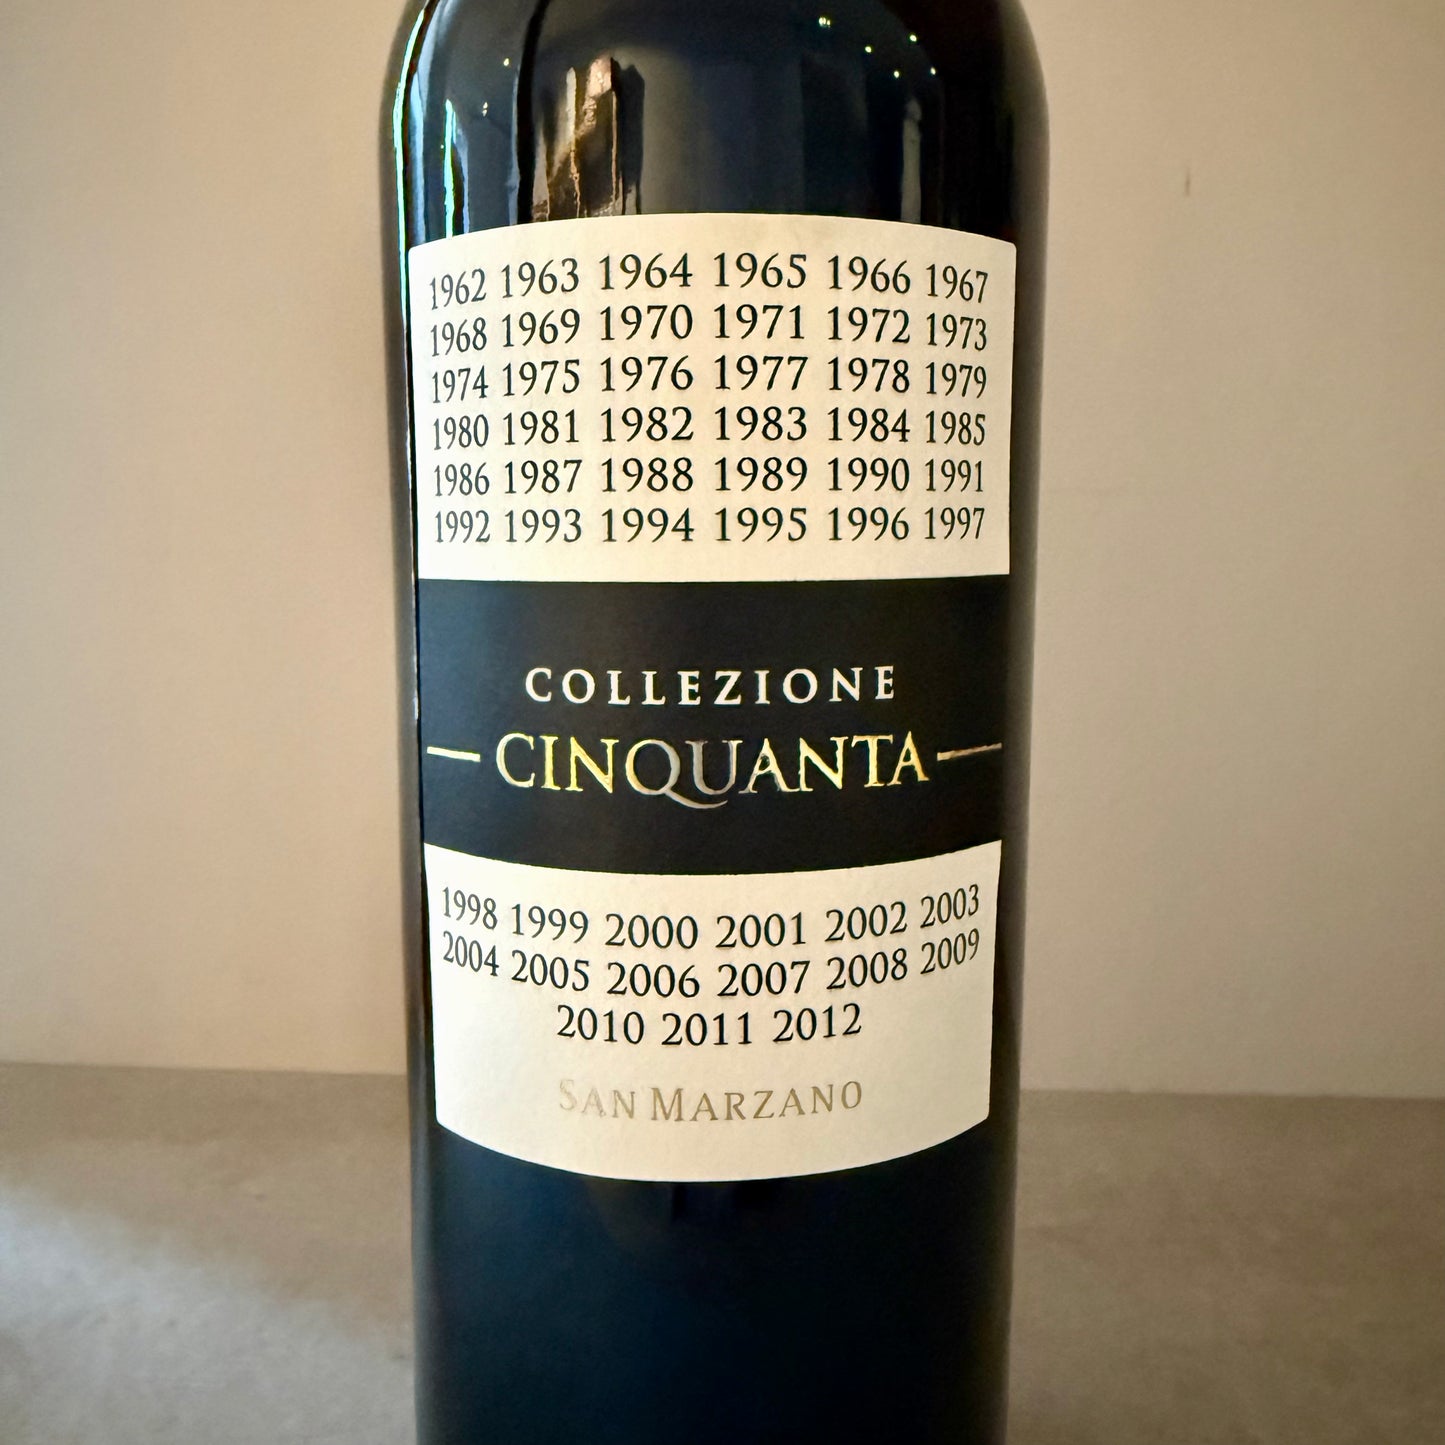 1962 1963 1964 1965 1966 1967
1968 1969 1970 1971 1972 1973
1974 1975 1976 1977 1978 1979
1980 1981 1982 1983 1984 1985
1986 1987 1988 1989 1990 1991
1992 1993 1994 1995 1996 1997
COLLEZIONE
CINQUANTA
1998 1999 2000 2001 2002 2003
2004 2005 2006 2007 2008 2009
2010 2011 2012
SAN MARZANO